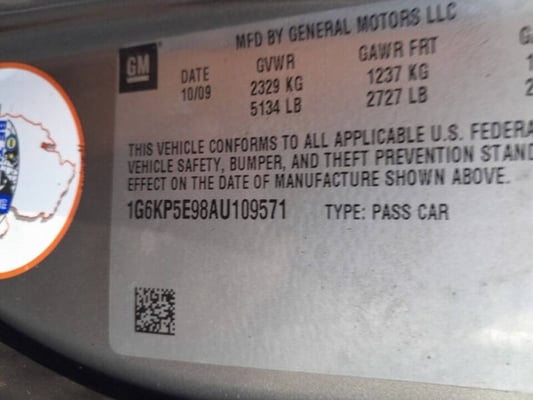 MFD BY GENERAL MOTORS LLC
GM
DATE GVWR GAWR FRT
10/09 2329 KG 1237 KG
5134 LB 2727 LB
THIS VEHICLE CONFORMS TO ALL APPLICABLE U.S. FEDERA
VEHICLE SAFETY, BUMPER, AND THEFT PREVENTION STAND
EFFECT ON THE DATE OF MANUFACTURE SHOWN ABOVE.
1G6KP5E98AU109571 TYPE: PASS CAR